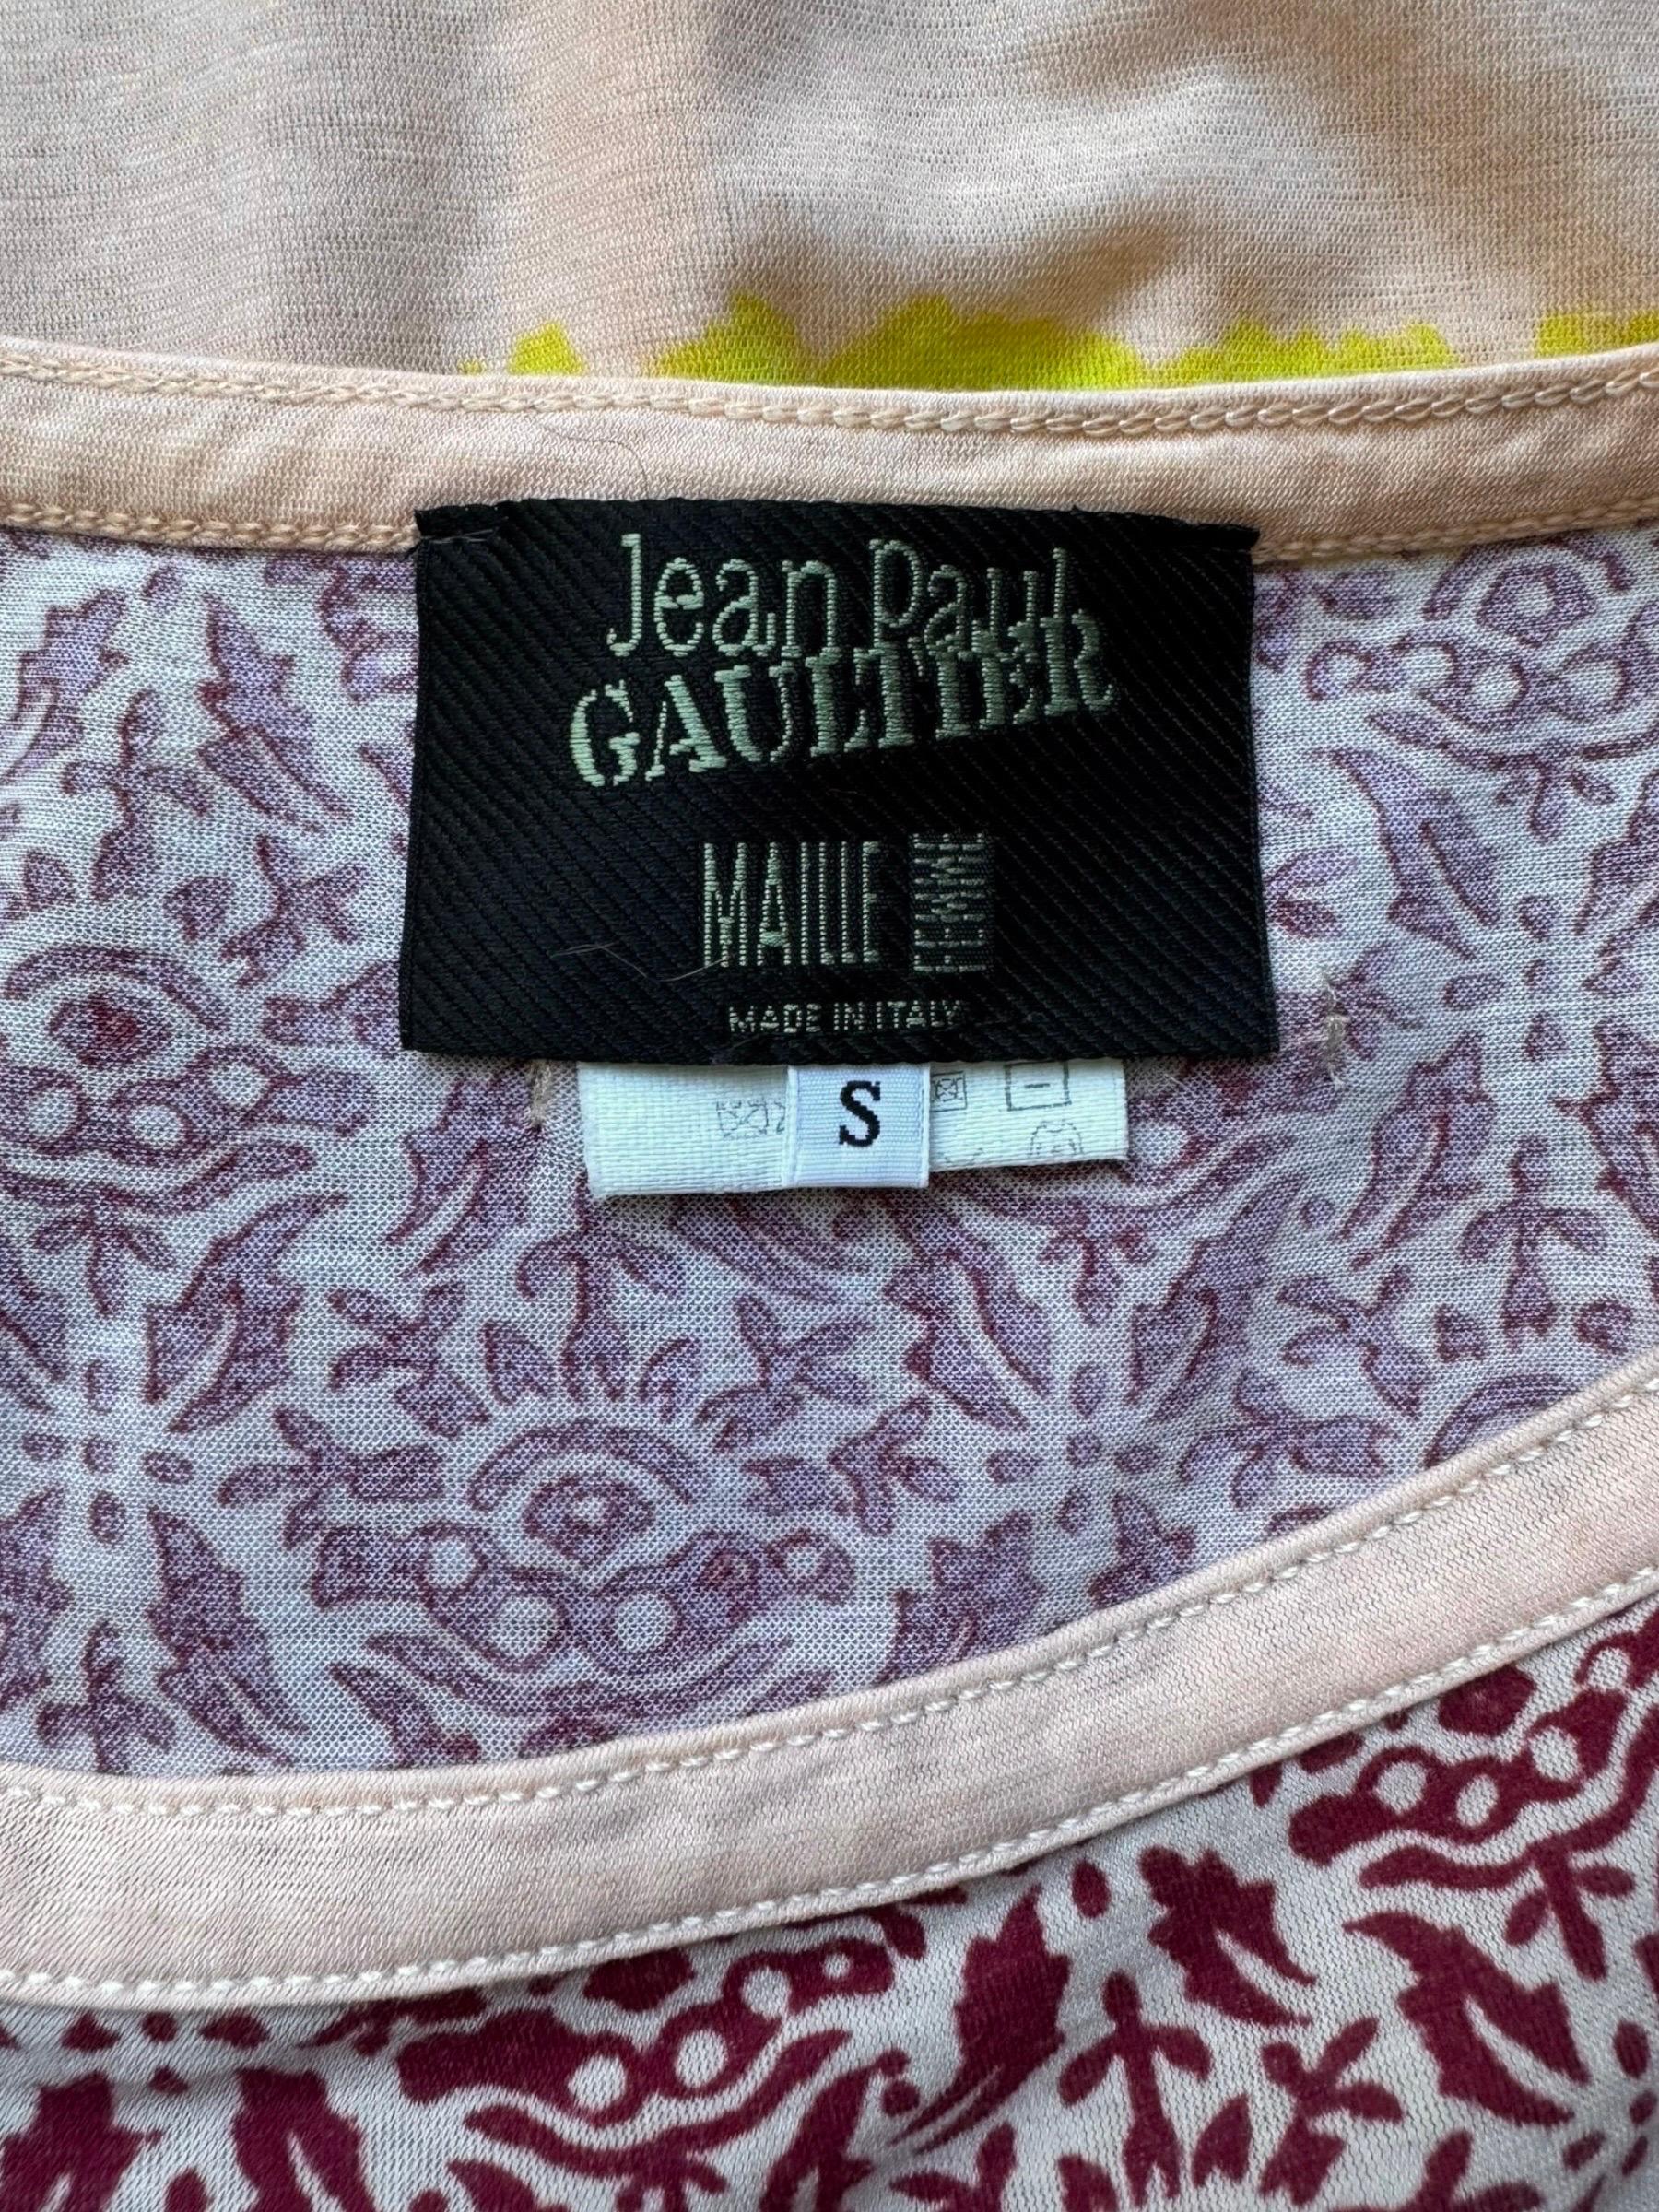 Jean Paul
GAULTIER
MAILLE FEMME
MADE IN ITALY
S